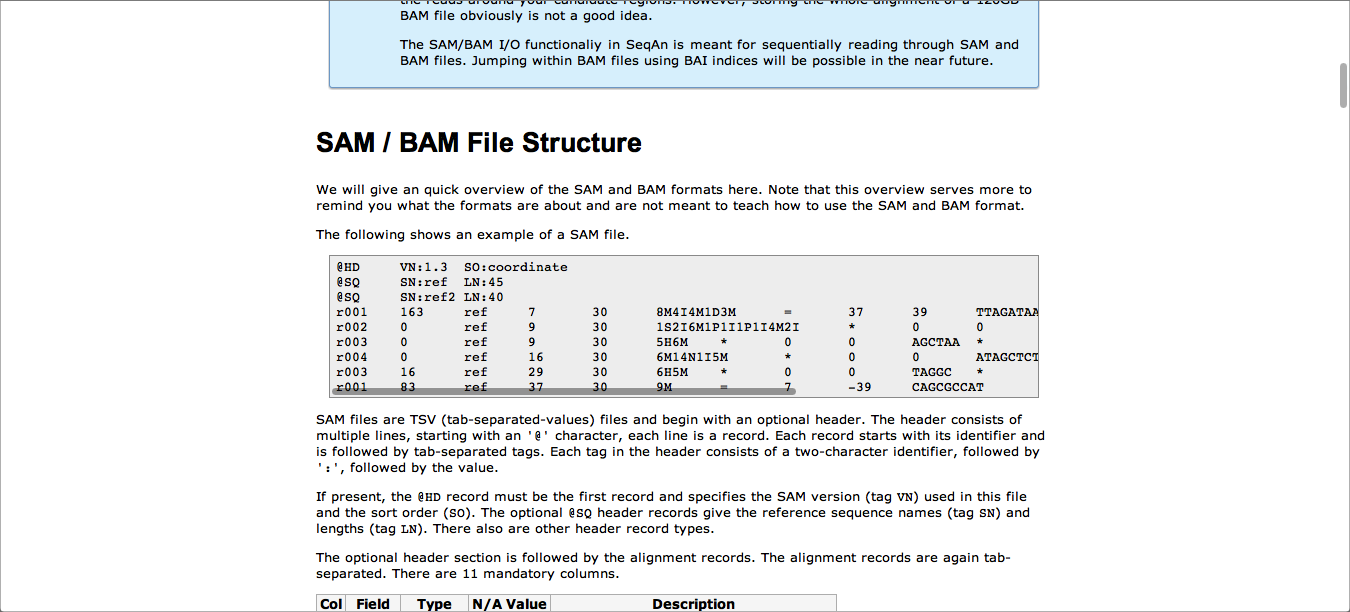 BAM file obviously is not a good idea.
The SAM/BAM I/O functionaliy in SeqAn is meant for sequentially reading through SAM and
BAM files. Jumping within BAM files using BAI indices will be possible in the near future.
SAM / BAM File Structure
We will give an quick overview of the SAM and BAM formats here. Note that this overview serves more to
remind you what the formats are about and are not meant to teach how to use the SAM and BAM format.
The following shows an example of a SAM file.
@HD VN:1.3 SO:coordinate
@SQ SN:ref LN:45
@SQ SN:ref2 LN:40
r001 163 ref 7 30 8M4I4M1D3M = 37 39 TTAGATAA
r002 0 ref 9 30 1S2I6M1P1I1P1I4M2I * 0 0
r003 0 ref 9 30 5H6M * 0 0 AGCTAA *
r004 0 ref 16 30 6M14N1I5M * 0 0 ATAGCTCT
r003 16 ref 29 30 6H5M * 0 0 TAGGC *
r001 83 ref 37 30 9M = 7 -39 CAGCGCCAT
SAM files are TSV (tab-separated-values) files and begin with an optional header. The header consists of
multiple lines, starting with an '@' character, each line is a record. Each record starts with its identifier and
is followed by tab-separated tags. Each tag in the header consists of a two-character identifier, followed by
':', followed by the value.
If present, the @HD record must be the first record and specifies the SAM version (tag VN) used in this file
and the sort order (SO). The optional @SQ header records give the reference sequence names (tag SN) and
lengths (tag LN). There also are other header record types.
The optional header section is followed by the alignment records. The alignment records are again tab-
separated. There are 11 mandatory columns.
Col Field Type N/A Value Description